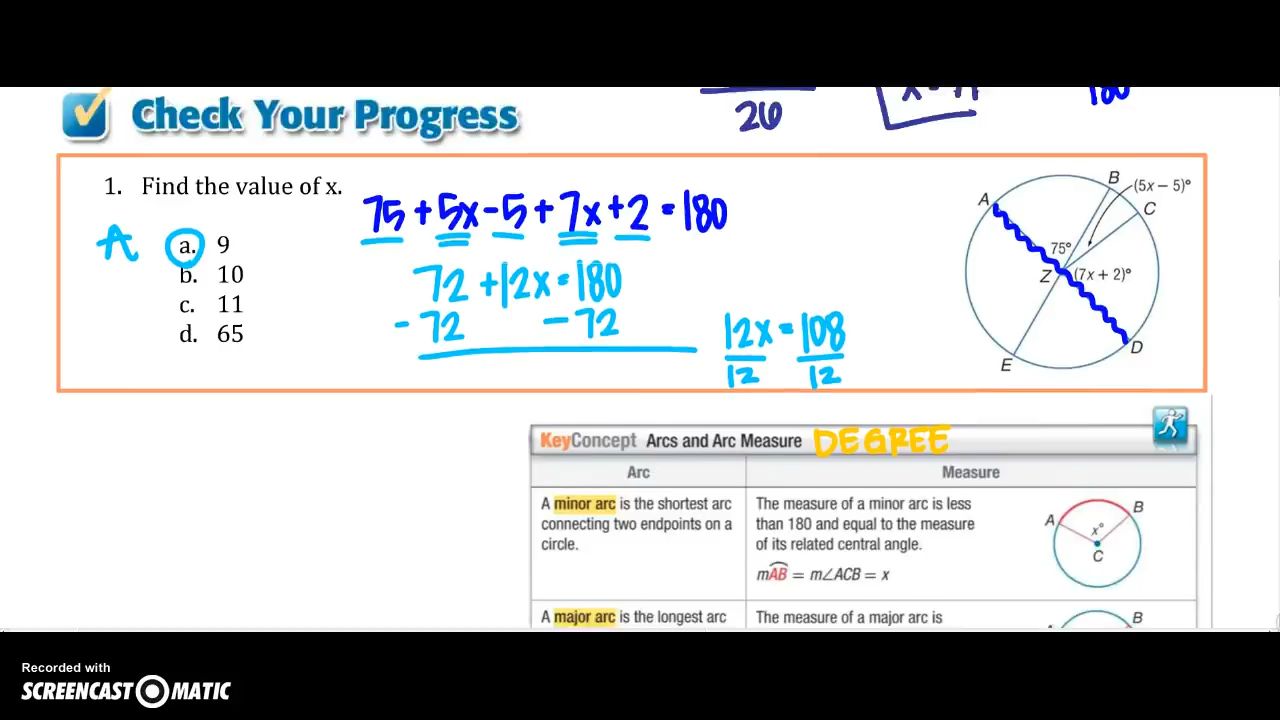 26
180
Check Your Progress
1. Find the value of x.
75 + 5x - 5 + 7x + 2 = 180
A
a. 9
b. 10
c. 11
d. 65
72 + 12x = 180
- 72 - 72
12x = 108
12 12
A
B
(5x − 5)°
C
75°
Z
(7x + 2)°
D
E
KeyConcept Arcs and Arc Measure DEGREE
Arc
Measure
A minor arc is the shortest arc
connecting two endpoints on a
circle.
The measure of a minor arc is less
than 180 and equal to the measure
of its related central angle.
mAB = m∠ACB = x
A
B
x°
C
A major arc is the longest arc
The measure of a major arc is
B
Recorded with
SCREENCAST-O-MATIC